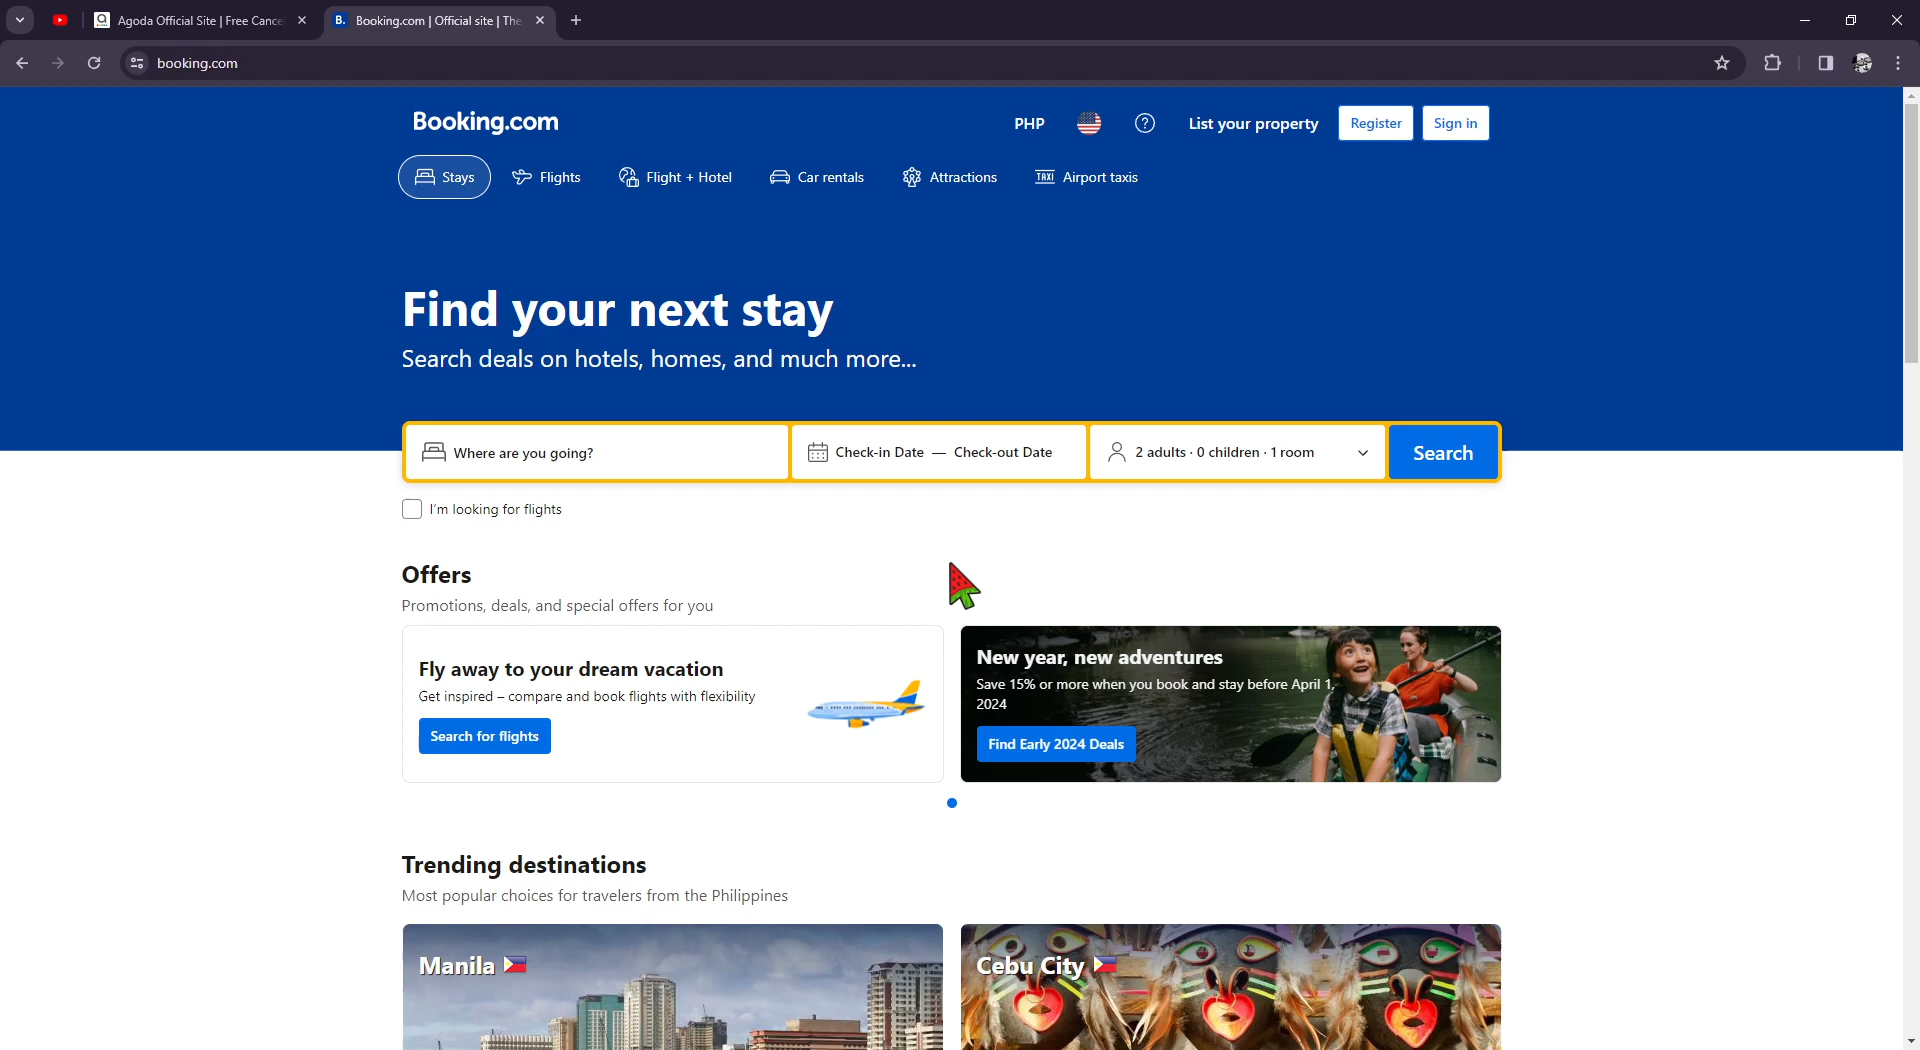 Agoda Official Site | Free Cance
B. Booking.com | Official site | The
booking.com
Booking.com
PHP
List your property
Register
Sign in
Stays
Flights
Flight + Hotel
Car rentals
Attractions
TAXI Airport taxis
Find your next stay
Search deals on hotels, homes, and much more...
Where are you going?
Check-in Date — Check-out Date
2 adults · 0 children · 1 room
Search
I'm looking for flights
Offers
Promotions, deals, and special offers for you
Fly away to your dream vacation
Get inspired – compare and book flights with flexibility
Search for flights
New year, new adventures
Save 15% or more when you book and stay before April 1,
2024
Find Early 2024 Deals
Trending destinations
Most popular choices for travelers from the Philippines
Manila
Cebu City